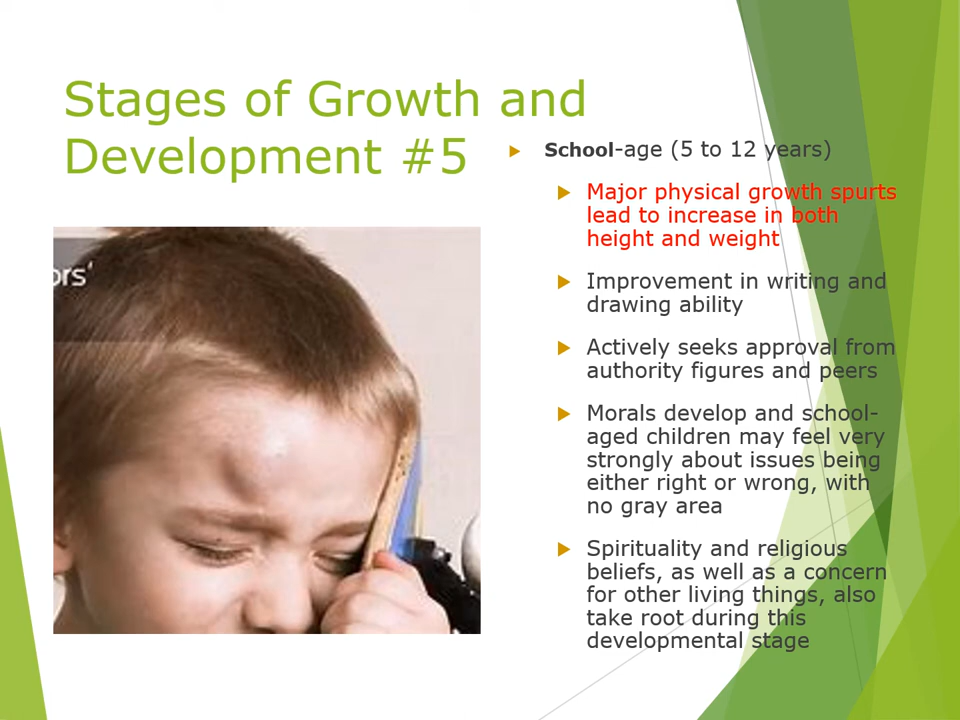 Stages of Growth and
Development #5
School-age (5 to 12 years)
Major physical growth spurts
lead to increase in both
height and weight
Improvement in writing and
drawing ability
Actively seeks approval from
authority figures and peers
Morals develop and school-
aged children may feel very
strongly about issues being
either right or wrong, with
no gray area
Spirituality and religious
beliefs, as well as a concern
for other living things, also
take root during this
developmental stage
ors'